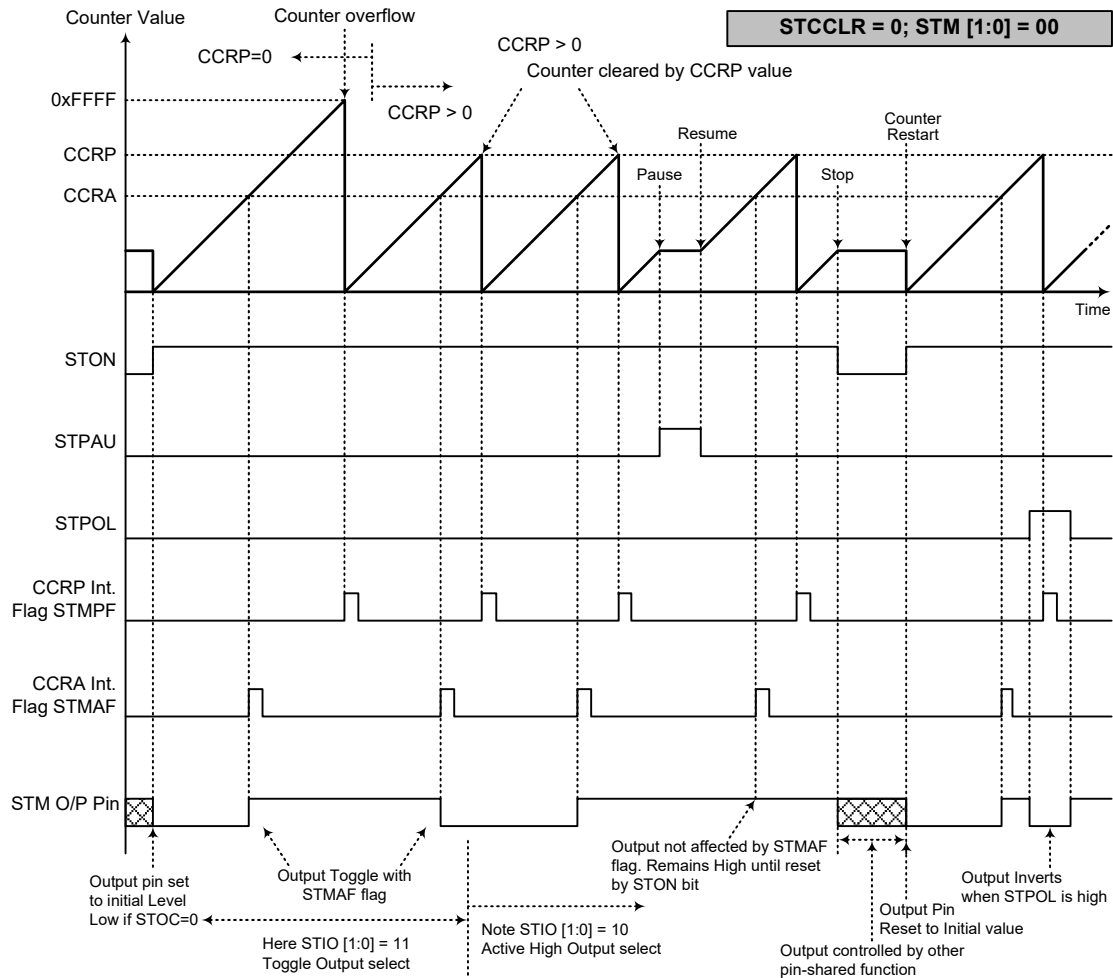 Counter Value
Counter overflow
STCCLR = 0; STM [1:0] = 00
CCRP=0
CCRP > 0
CCRP > 0
Counter cleared by CCRP value
0xFFFF
CCRP
CCRA
Pause
Resume
Stop
Counter
Restart
Time
STON
STPAU
STPOL
CCRP Int.
Flag STMPF
CCRA Int.
Flag STMAF
STM O/P Pin
Output pin set
to initial Level
Low if STOC=0
Output Toggle with
STMAF flag
Here STIO [1:0] = 11
Toggle Output select
Note STIO [1:0] = 10
Active High Output select
Output not affected by STMAF
flag. Remains High until reset
by STON bit
Output controlled by other
pin-shared function
Output Pin
Reset to Initial value
Output Inverts
when STPOL is high